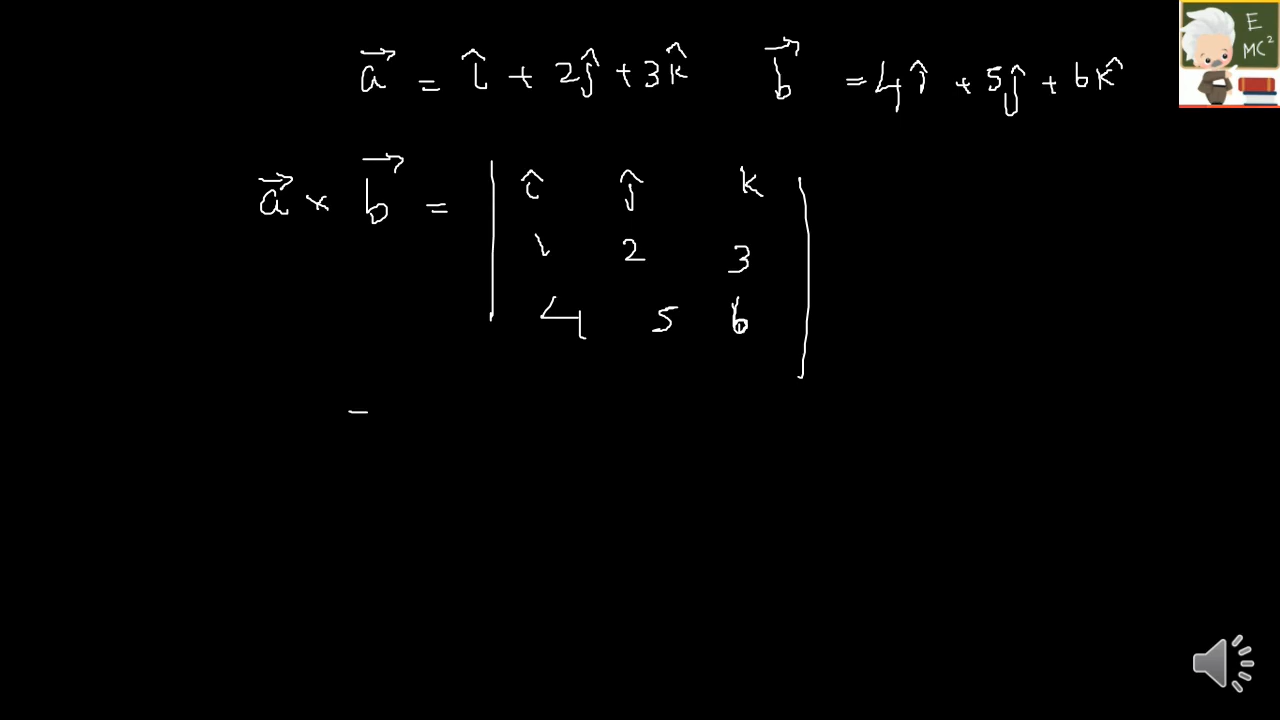 a⃗ = î + 2ĵ + 3k̂ b⃗ = 4î + 5ĵ + 6k̂
E
MC²
a⃗ × b⃗ = | î ĵ k |
1 2 3
4 5 6
−